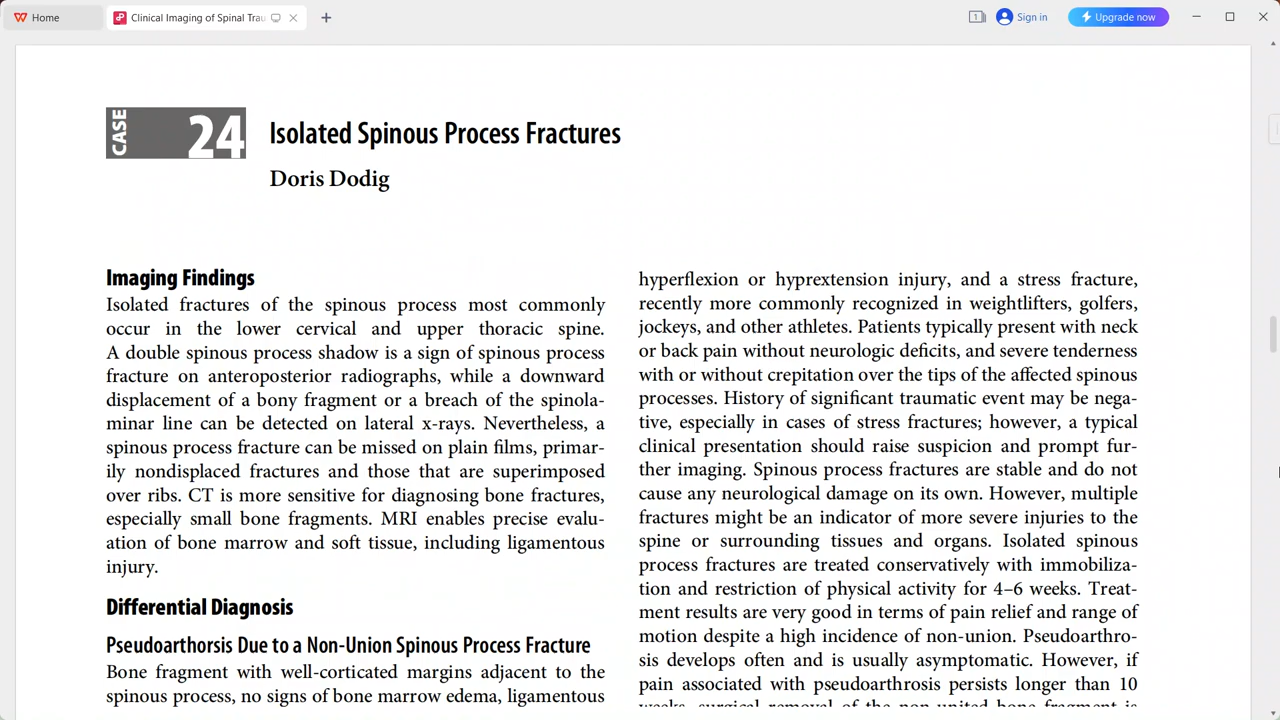 Home
Clinical Imaging of Spinal Trau
1
Sign in
Upgrade now
CASE
24
Isolated Spinous Process Fractures
Doris Dodig
Imaging Findings
Isolated fractures of the spinous process most commonly
occur in the lower cervical and upper thoracic spine.
A double spinous process shadow is a sign of spinous process
fracture on anteroposterior radiographs, while a downward
displacement of a bony fragment or a breach of the spinola-
minar line can be detected on lateral x-rays. Nevertheless, a
spinous process fracture can be missed on plain films, primar-
ily nondisplaced fractures and those that are superimposed
over ribs. CT is more sensitive for diagnosing bone fractures,
especially small bone fragments. MRI enables precise evalu-
ation of bone marrow and soft tissue, including ligamentous
injury.
Differential Diagnosis
Pseudoarthorsis Due to a Non-Union Spinous Process Fracture
Bone fragment with well-corticated margins adjacent to the
spinous process, no signs of bone marrow edema, ligamentous
hyperflexion or hyprextension injury, and a stress fracture,
recently more commonly recognized in weightlifters, golfers,
jockeys, and other athletes. Patients typically present with neck
or back pain without neurologic deficits, and severe tenderness
with or without crepitation over the tips of the affected spinous
processes. History of significant traumatic event may be nega-
tive, especially in cases of stress fractures; however, a typical
clinical presentation should raise suspicion and prompt fur-
ther imaging. Spinous process fractures are stable and do not
cause any neurological damage on its own. However, multiple
fractures might be an indicator of more severe injuries to the
spine or surrounding tissues and organs. Isolated spinous
process fractures are treated conservatively with immobiliza-
tion and restriction of physical activity for 4–6 weeks. Treat-
ment results are very good in terms of pain relief and range of
motion despite a high incidence of non-union. Pseudoarthro-
sis develops often and is usually asymptomatic. However, if
pain associated with pseudoarthrosis persists longer than 10
weeks, surgical removal of the non-united bone fragment is